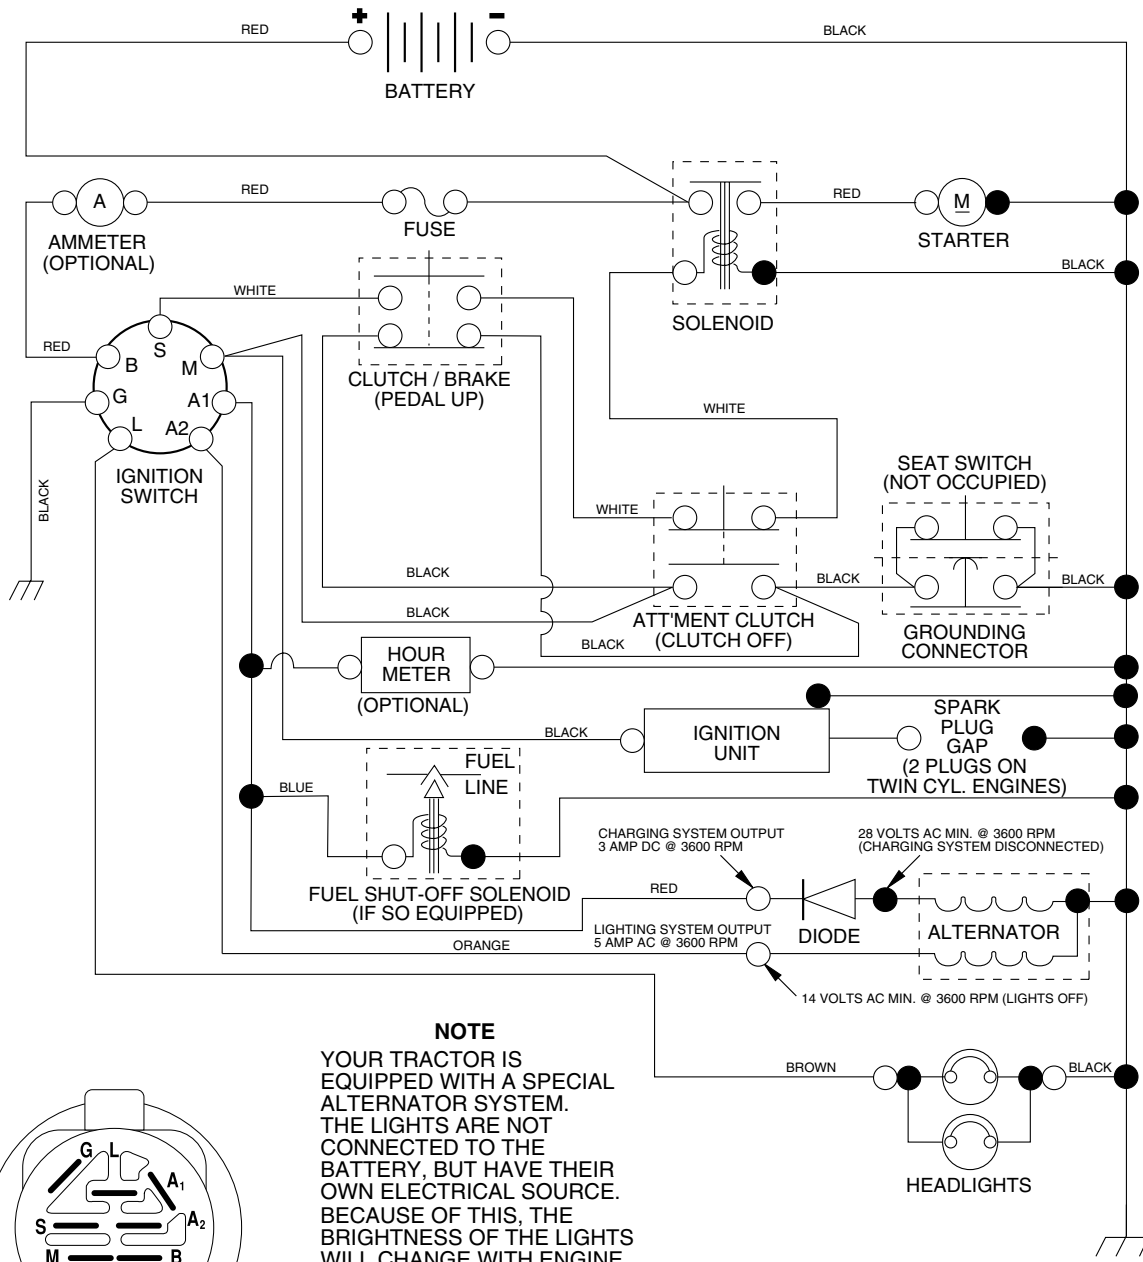 + −
RED
BLACK
BATTERY
A
RED
RED
M
FUSE
STARTER
AMMETER
(OPTIONAL)
BLACK
WHITE
SOLENOID
RED
S
B
M
CLUTCH / BRAKE
(PEDAL UP)
G
A1
L
A2
WHITE
IGNITION
SWITCH
BLACK
SEAT SWITCH
(NOT OCCUPIED)
WHITE
BLACK
BLACK
BLACK
BLACK
ATT'MENT CLUTCH
(CLUTCH OFF)
BLACK
GROUNDING
CONNECTOR
HOUR
METER
(OPTIONAL)
SPARK
PLUG
GAP
(2 PLUGS ON
TWIN CYL. ENGINES)
BLACK
IGNITION
UNIT
FUEL
LINE
BLUE
CHARGING SYSTEM OUTPUT
3 AMP DC @ 3600 RPM
28 VOLTS AC MIN. @ 3600 RPM
(CHARGING SYSTEM DISCONNECTED)
FUEL SHUT-OFF SOLENOID
(IF SO EQUIPPED)
RED
DIODE
ALTERNATOR
LIGHTING SYSTEM OUTPUT
5 AMP AC @ 3600 RPM
ORANGE
14 VOLTS AC MIN. @ 3600 RPM (LIGHTS OFF)
NOTE
YOUR TRACTOR IS
EQUIPPED WITH A SPECIAL
ALTERNATOR SYSTEM.
THE LIGHTS ARE NOT
CONNECTED TO THE
BATTERY, BUT HAVE THEIR
OWN ELECTRICAL SOURCE.
BECAUSE OF THIS, THE
BRIGHTNESS OF THE LIGHTS
WILL CHANGE WITH ENGINE
BROWN
BLACK
HEADLIGHTS
G L
A₁
S
A₂
M
B